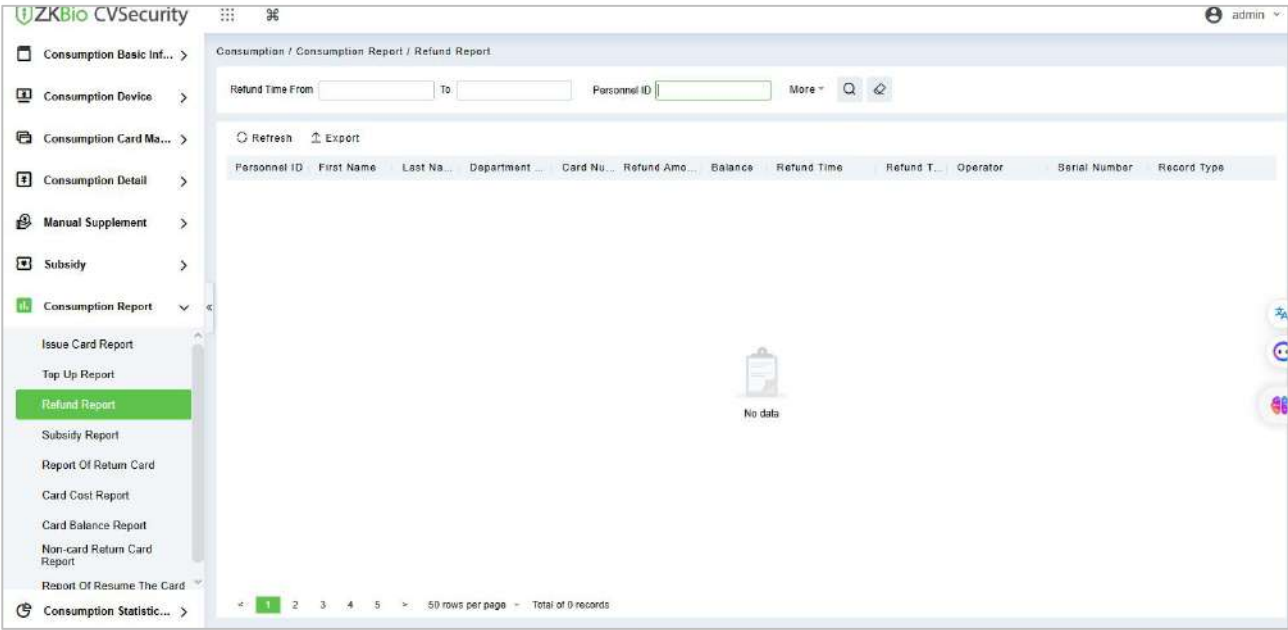 ZKBio CVSecurity
admin
Consumption Basic Inf...
Consumption Device
Consumption Card Ma...
Consumption Detail
Manual Supplement
Subsidy
Consumption Report
Issue Card Report
Top Up Report
Refund Report
Subsidy Report
Report Of Return Card
Card Cost Report
Card Balance Report
Non-card Return Card
Report
Report Of Resume The Card
Consumption Statistic...
Consumption / Consumption Report / Refund Report
Refund Time From To Personnel ID More
Refresh Export
Personnel ID First Name Last Na... Department ... Card Nu... Refund Amo... Balance Refund Time Refund T... Operator Serial Number Record Type
No data
< 1 2 3 4 5 > 50 rows per page Total of 0 records